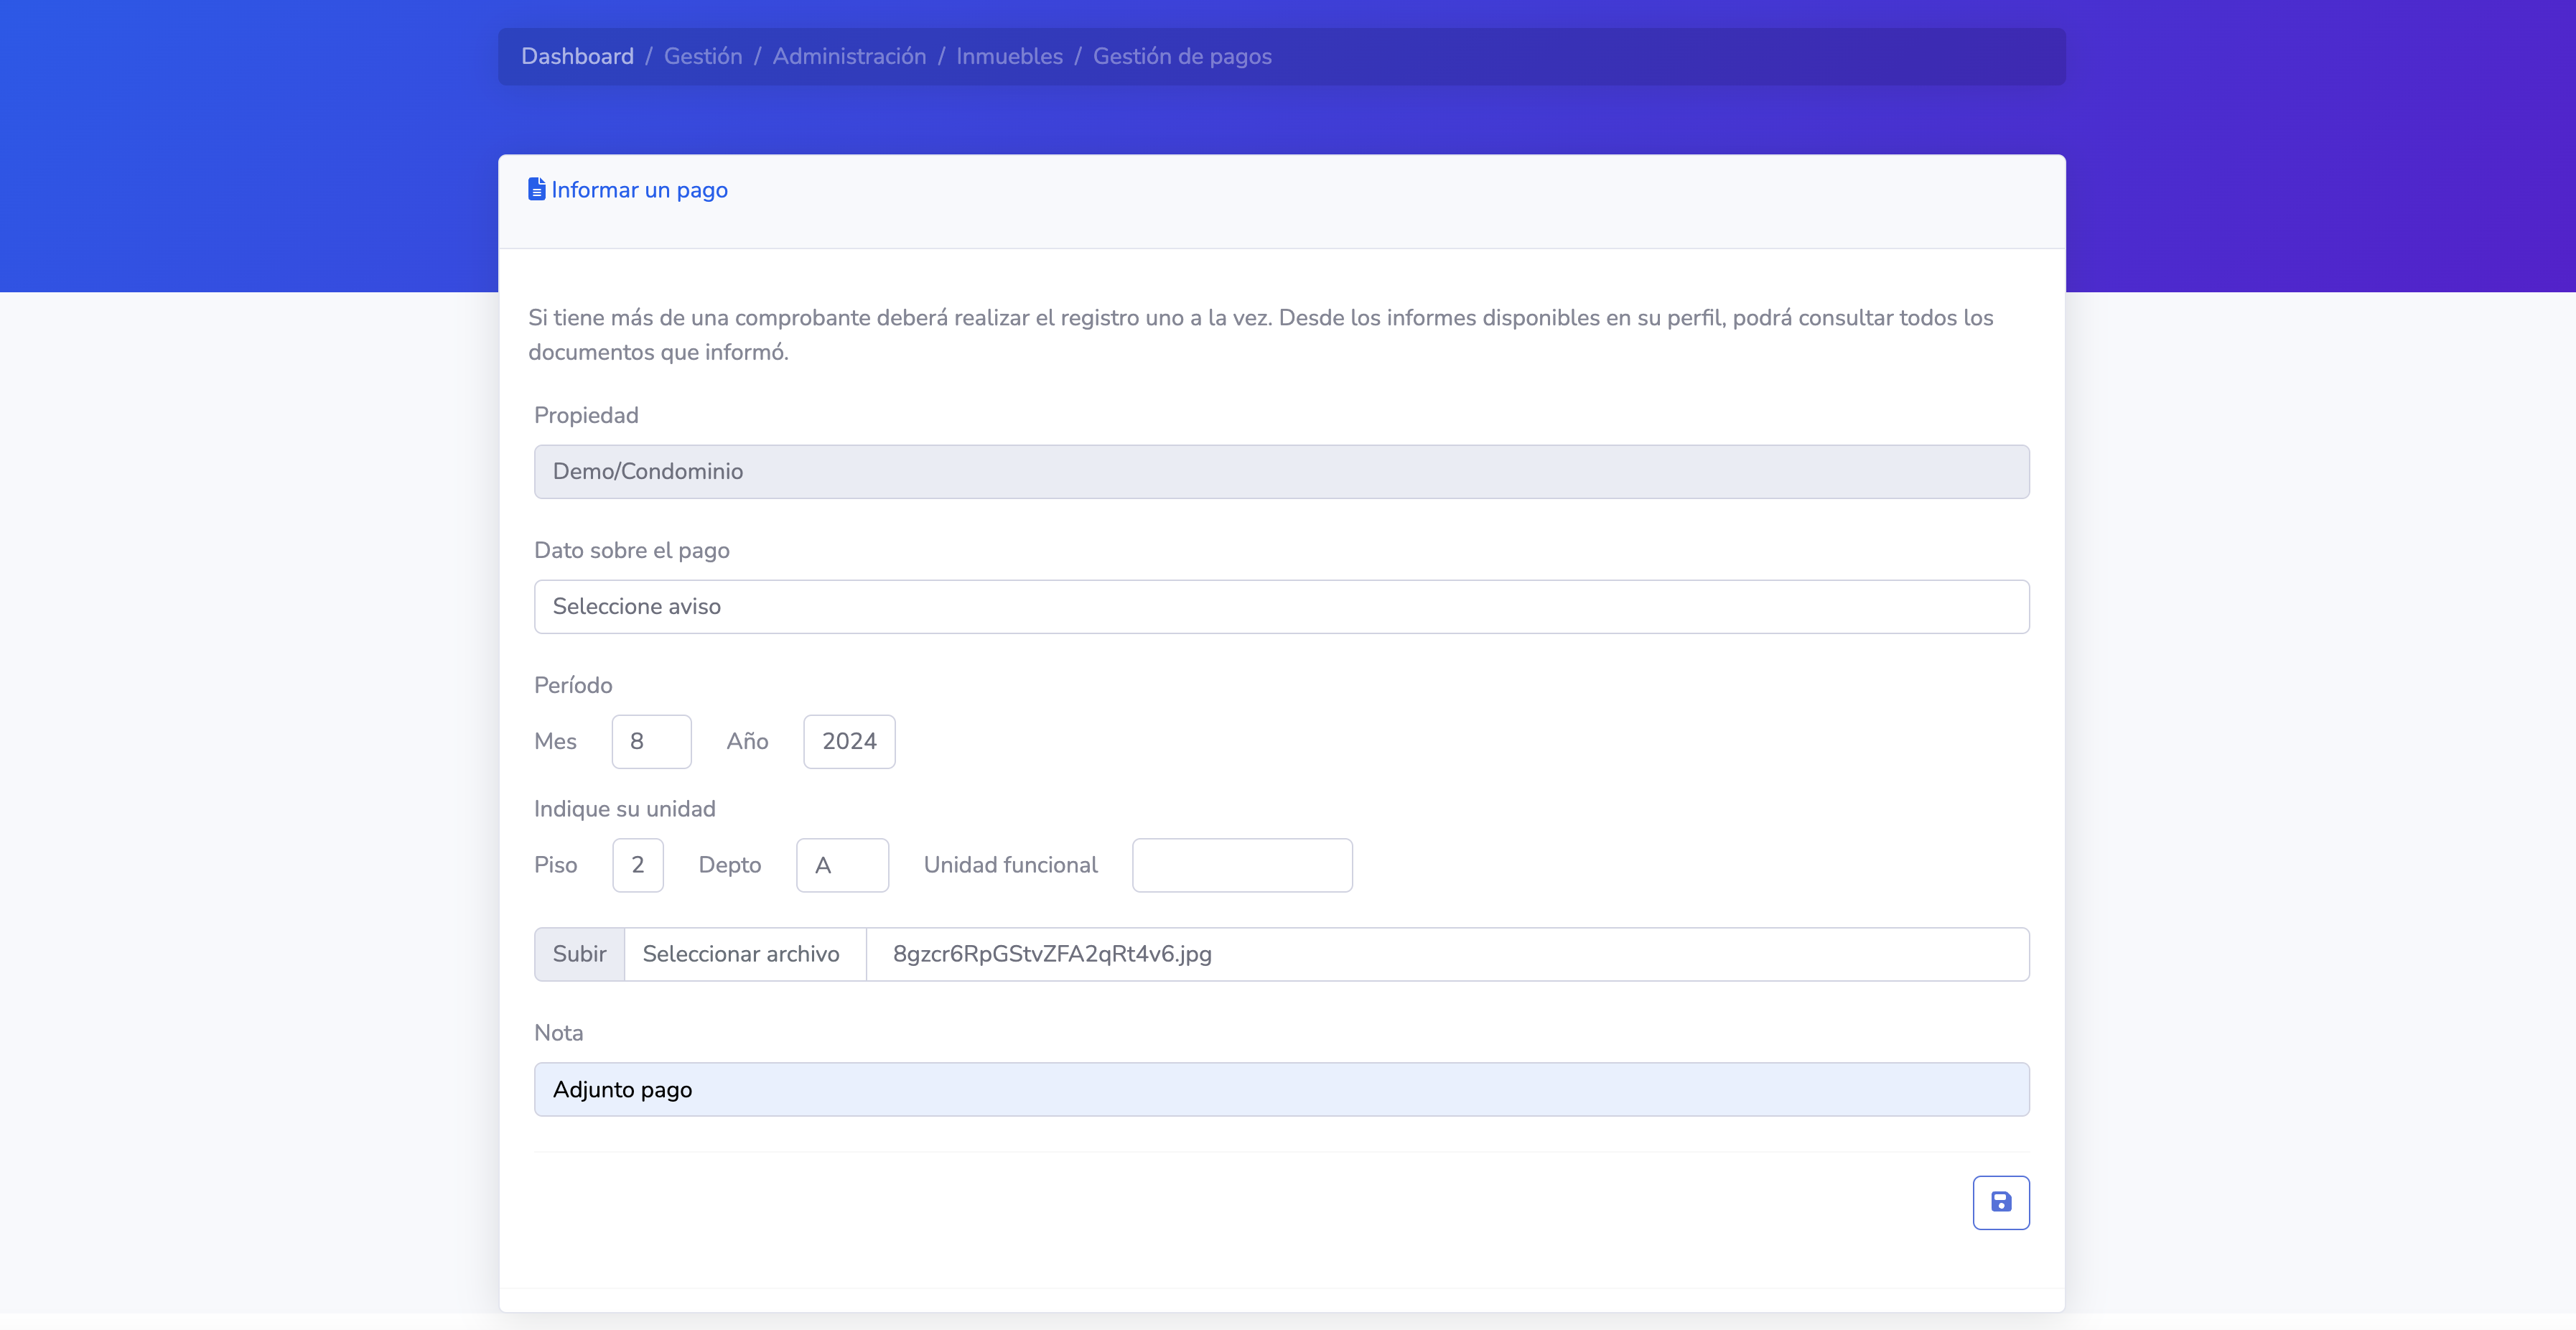 Dashboard / Gestión / Administración / Inmuebles / Gestión de pagos
Informar un pago
Si tiene más de una comprobante deberá realizar el registro uno a la vez. Desde los informes disponibles en su perfil, podrá consultar todos los
documentos que informó.
Propiedad
Demo/Condominio
Dato sobre el pago
Seleccione aviso
Período
Mes 8 Año 2024
Indique su unidad
Piso 2 Depto A Unidad funcional
Subir Seleccionar archivo 8gzcr6RpGStvZFA2qRt4v6.jpg
Nota
Adjunto pago